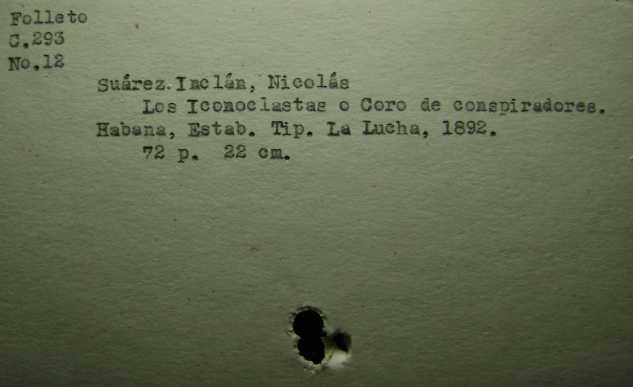 Folleto
C.293
No.12
Suárez.Inclán, Nicolás
Los Iconoclastas o Coro de conspiradores.
Habana, Estab. Tip. La Lucha, 1892.
72 p. 22 cm.